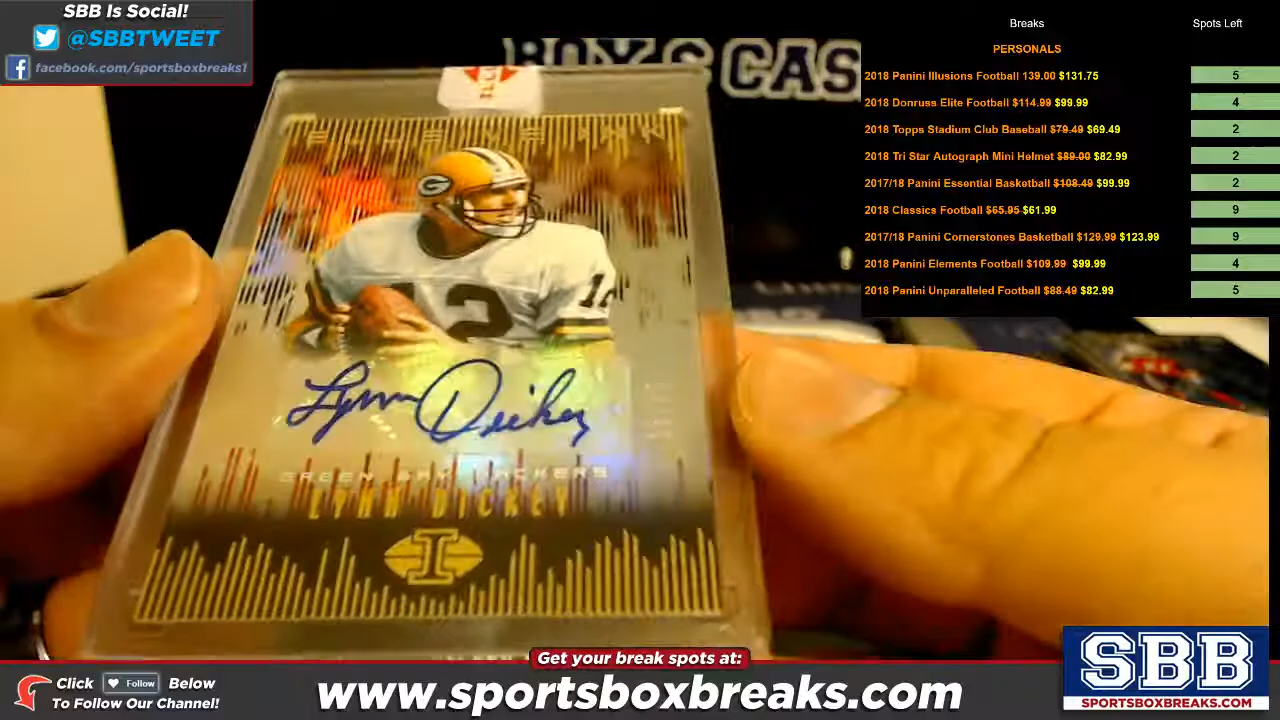 SBB Is Social!
@SBBTWEET
facebook.com/sportsboxbreaks1
Breaks Spots Left
PERSONALS
2018 Panini Illusions Football 139.00 $131.75 5
2018 Donruss Elite Football $114.99 $99.99 4
2018 Topps Stadium Club Baseball $79.49 $69.49 2
2018 Tri Star Autograph Mini Helmet $89.00 $82.99 2
2017/18 Panini Essential Basketball $108.49 $99.99 2
2018 Classics Football $65.95 $61.99 9
2017/18 Panini Cornerstones Basketball $129.99 $123.99 9
2018 Panini Elements Football $109.99 $99.99 4
2018 Panini Unparalleled Football $88.49 $82.99 5
G
12
12
Lynn Dickey
GREEN BAY PACKERS
LYNN DICKEY
I
Get your break spots at:
Click Follow Below
To Follow Our Channel!
www.sportsboxbreaks.com
SBB
SPORTSBOXBREAKS.COM